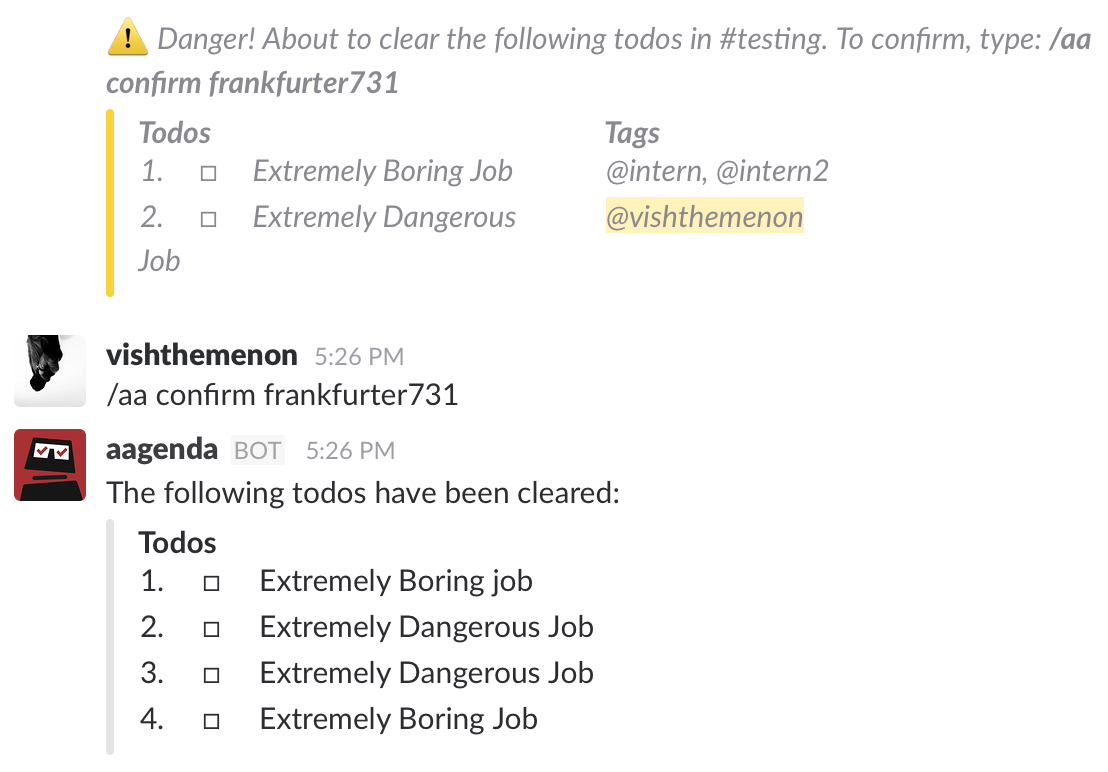 ⚠️ Danger! About to clear the following todos in #testing. To confirm, type: /aa
confirm frankfurter731
Todos Tags
1. ☐ Extremely Boring Job @intern, @intern2
2. ☐ Extremely Dangerous @vishthemenon
Job
vishthemenon 5:26 PM
/aa confirm frankfurter731
aagenda BOT 5:26 PM
The following todos have been cleared:
Todos
1. ☐ Extremely Boring job
2. ☐ Extremely Dangerous Job
3. ☐ Extremely Dangerous Job
4. ☐ Extremely Boring Job